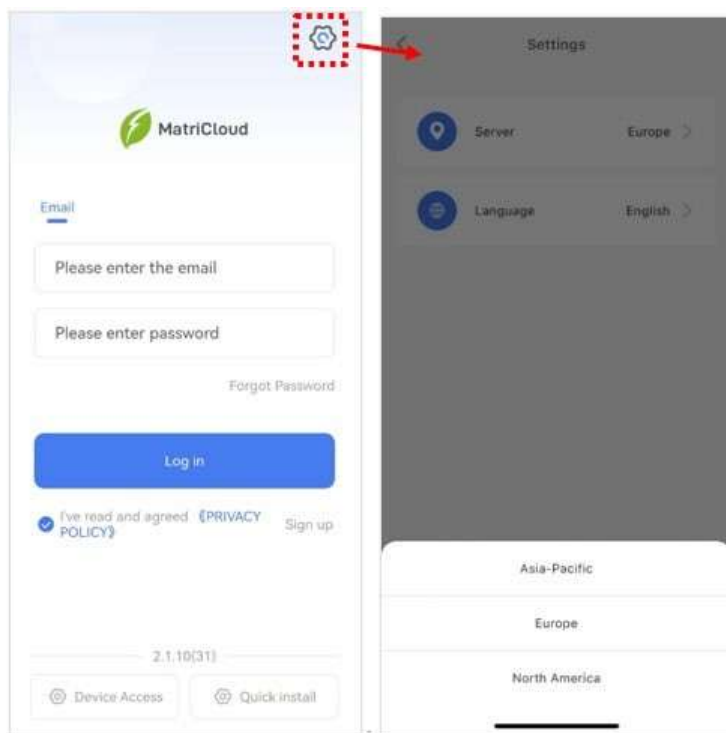 MatriCloud
Email
Please enter the email
Please enter password
Forgot Password
Log in
I've read and agreed 《PRIVACY
POLICY》
Sign up
2.1.10(31)
Device Access
Quick install
Settings
Server Europe
Language English
Asia-Pacific
Europe
North America